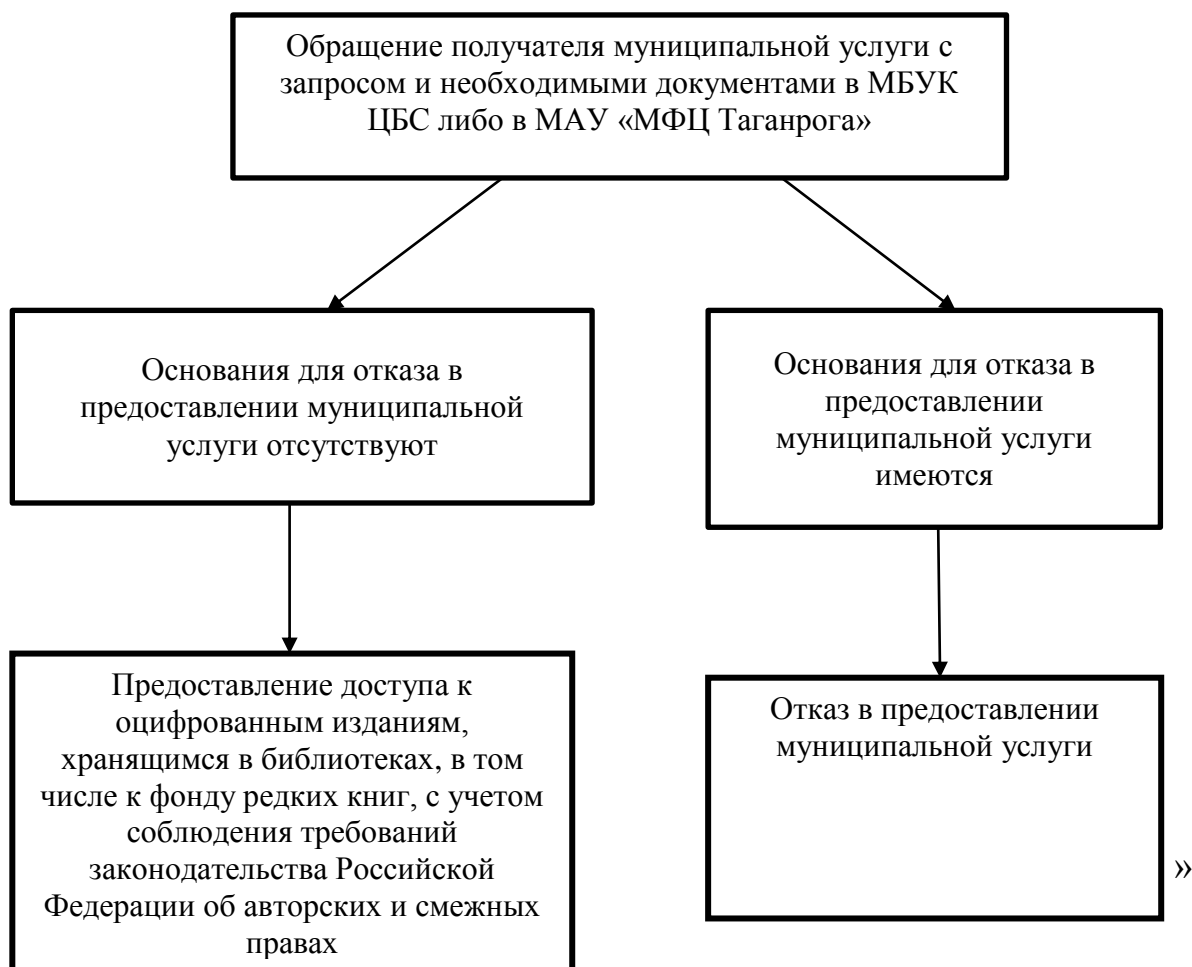 Обращение получателя муниципальной услуги с
запросом и необходимыми документами в МБУК
ЦБС либо в МАУ «МФЦ Таганрога»
Основания для отказа в
предоставлении муниципальной
услуги отсутствуют
Основания для отказа в
предоставлении
муниципальной услуги
имеются
Предоставление доступа к
оцифрованным изданиям,
хранящимся в библиотеках, в том
числе к фонду редких книг, с учетом
соблюдения требований
законодательства Российской
Федерации об авторских и смежных
правах
Отказ в предоставлении
муниципальной услуги
»